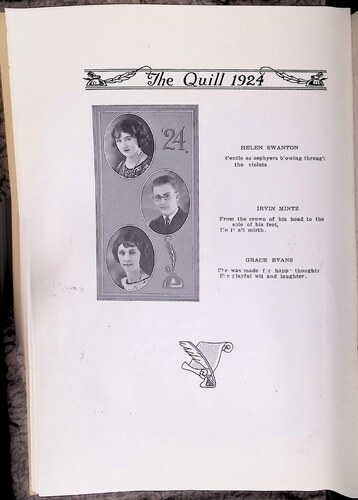 The Quill 1924
'24
HELEN SWANTON
Gentle as zephyers blowing through
the violets
IRVIN MINTZ
From the crown of his head to the
sole of his feet,
is all mirth.
GRACE EVANS
She was made for happy thoughts
For playful wit and laughter.